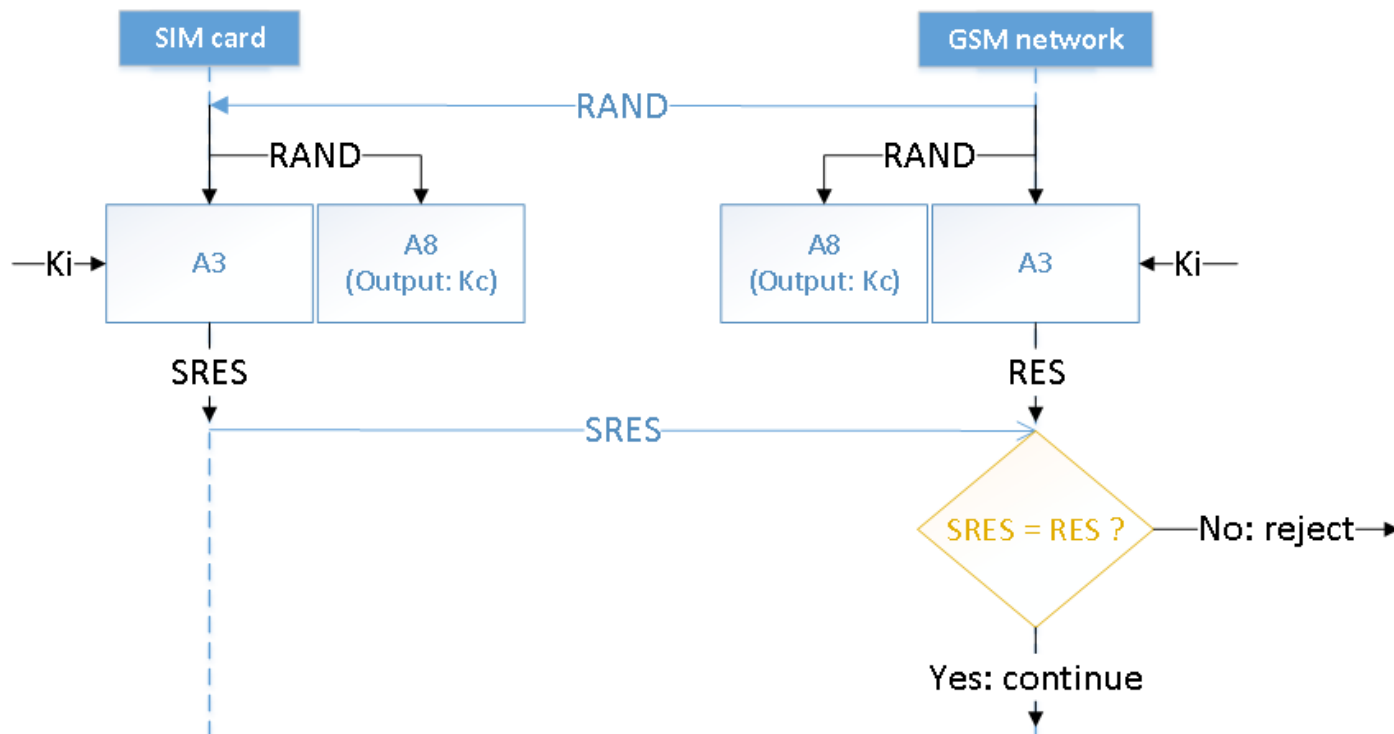 SIM card
GSM network
RAND
RAND
RAND
Ki
A3
A8
(Output: Kc)
A8
(Output: Kc)
A3
Ki
SRES
RES
SRES
SRES = RES ?
No: reject
Yes: continue